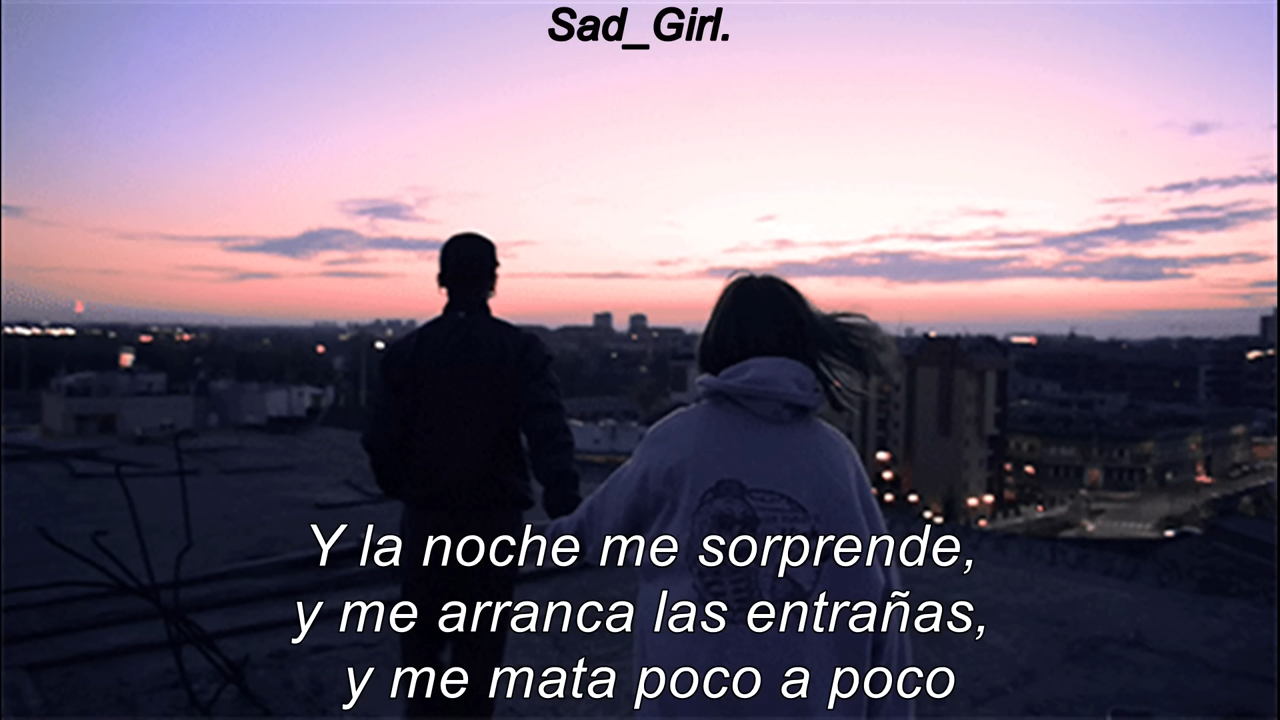 Sad_Girl.
Y la noche me sorprende,
y me arranca las entrañas,
y me mata poco a poco